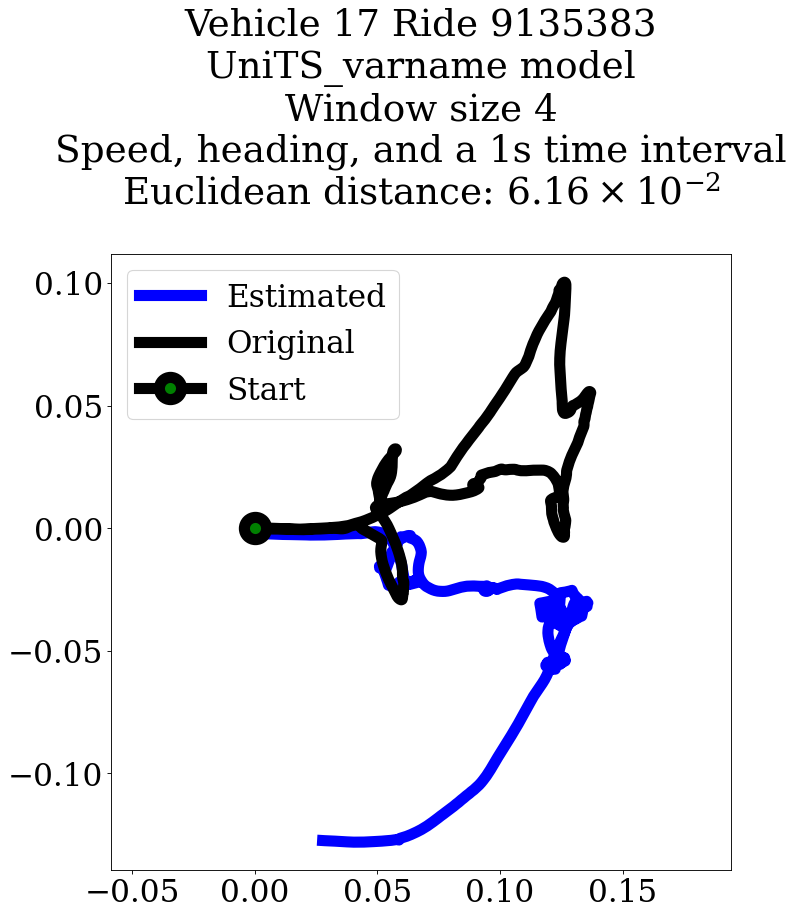 Vehicle 17 Ride 9135383
UniTS_varname model
Window size 4
Speed, heading, and a 1s time interval
Euclidean distance: 6.16 × 10⁻²
0.10
0.05
0.00
−0.05
−0.10
Estimated
Original
Start
−0.05 0.00 0.05 0.10 0.15